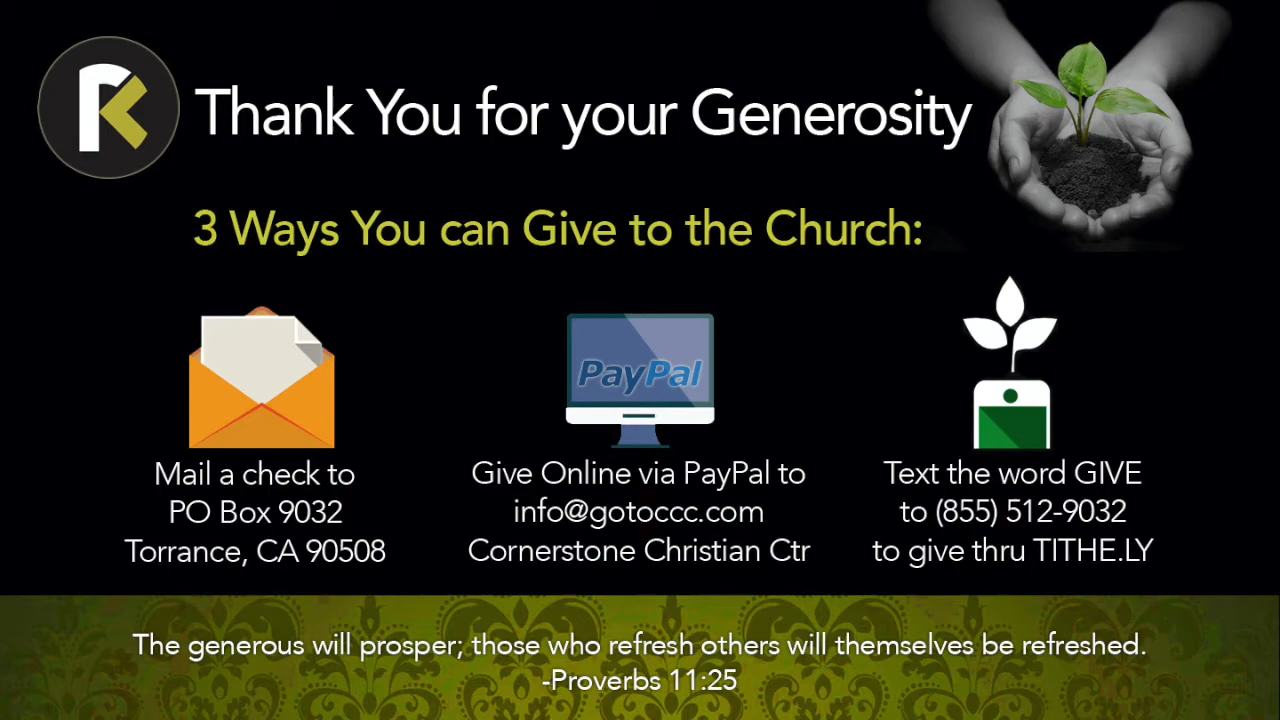 Thank You for your Generosity
3 Ways You can Give to the Church:
PayPal
Mail a check to
PO Box 9032
Torrance, CA 90508
Give Online via PayPal to
info@gotoccc.com
Cornerstone Christian Ctr
Text the word GIVE
to (855) 512-9032
to give thru TITHE.LY
The generous will prosper; those who refresh others will themselves be refreshed.
-Proverbs 11:25